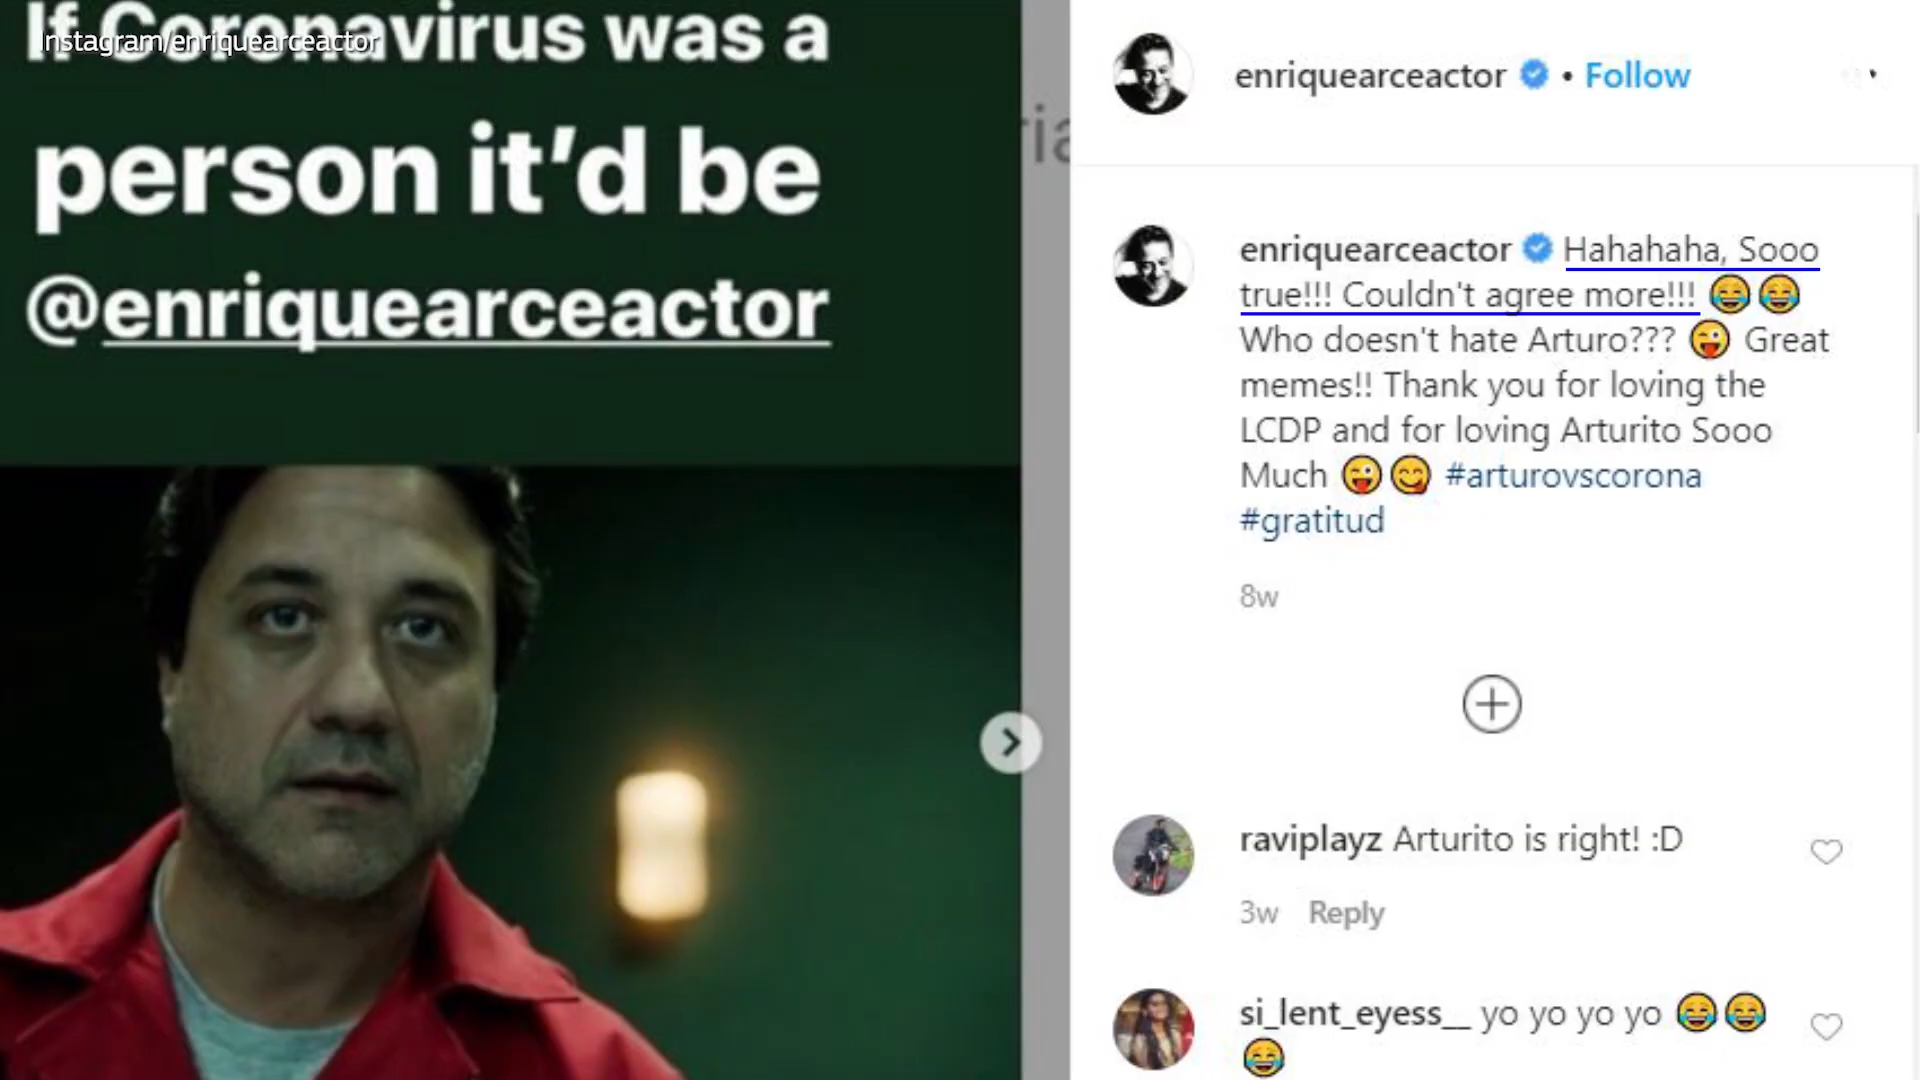 If Coronavirus was a
Instagram/enriquearceactor
person it'd be
@enriquearceactor
enriquearceactor • Follow
enriquearceactor Hahahaha, Sooo
true!!! Couldn't agree more!!! 😂😂
Who doesn't hate Arturo??? 😜 Great
memes!! Thank you for loving the
LCDP and for loving Arturito Sooo
Much 😜😋 #arturovscorona
#gratitud
8w
raviplayz Arturito is right! :D
3w Reply
si_lent_eyess__ yo yo yo yo 😂😂
😂